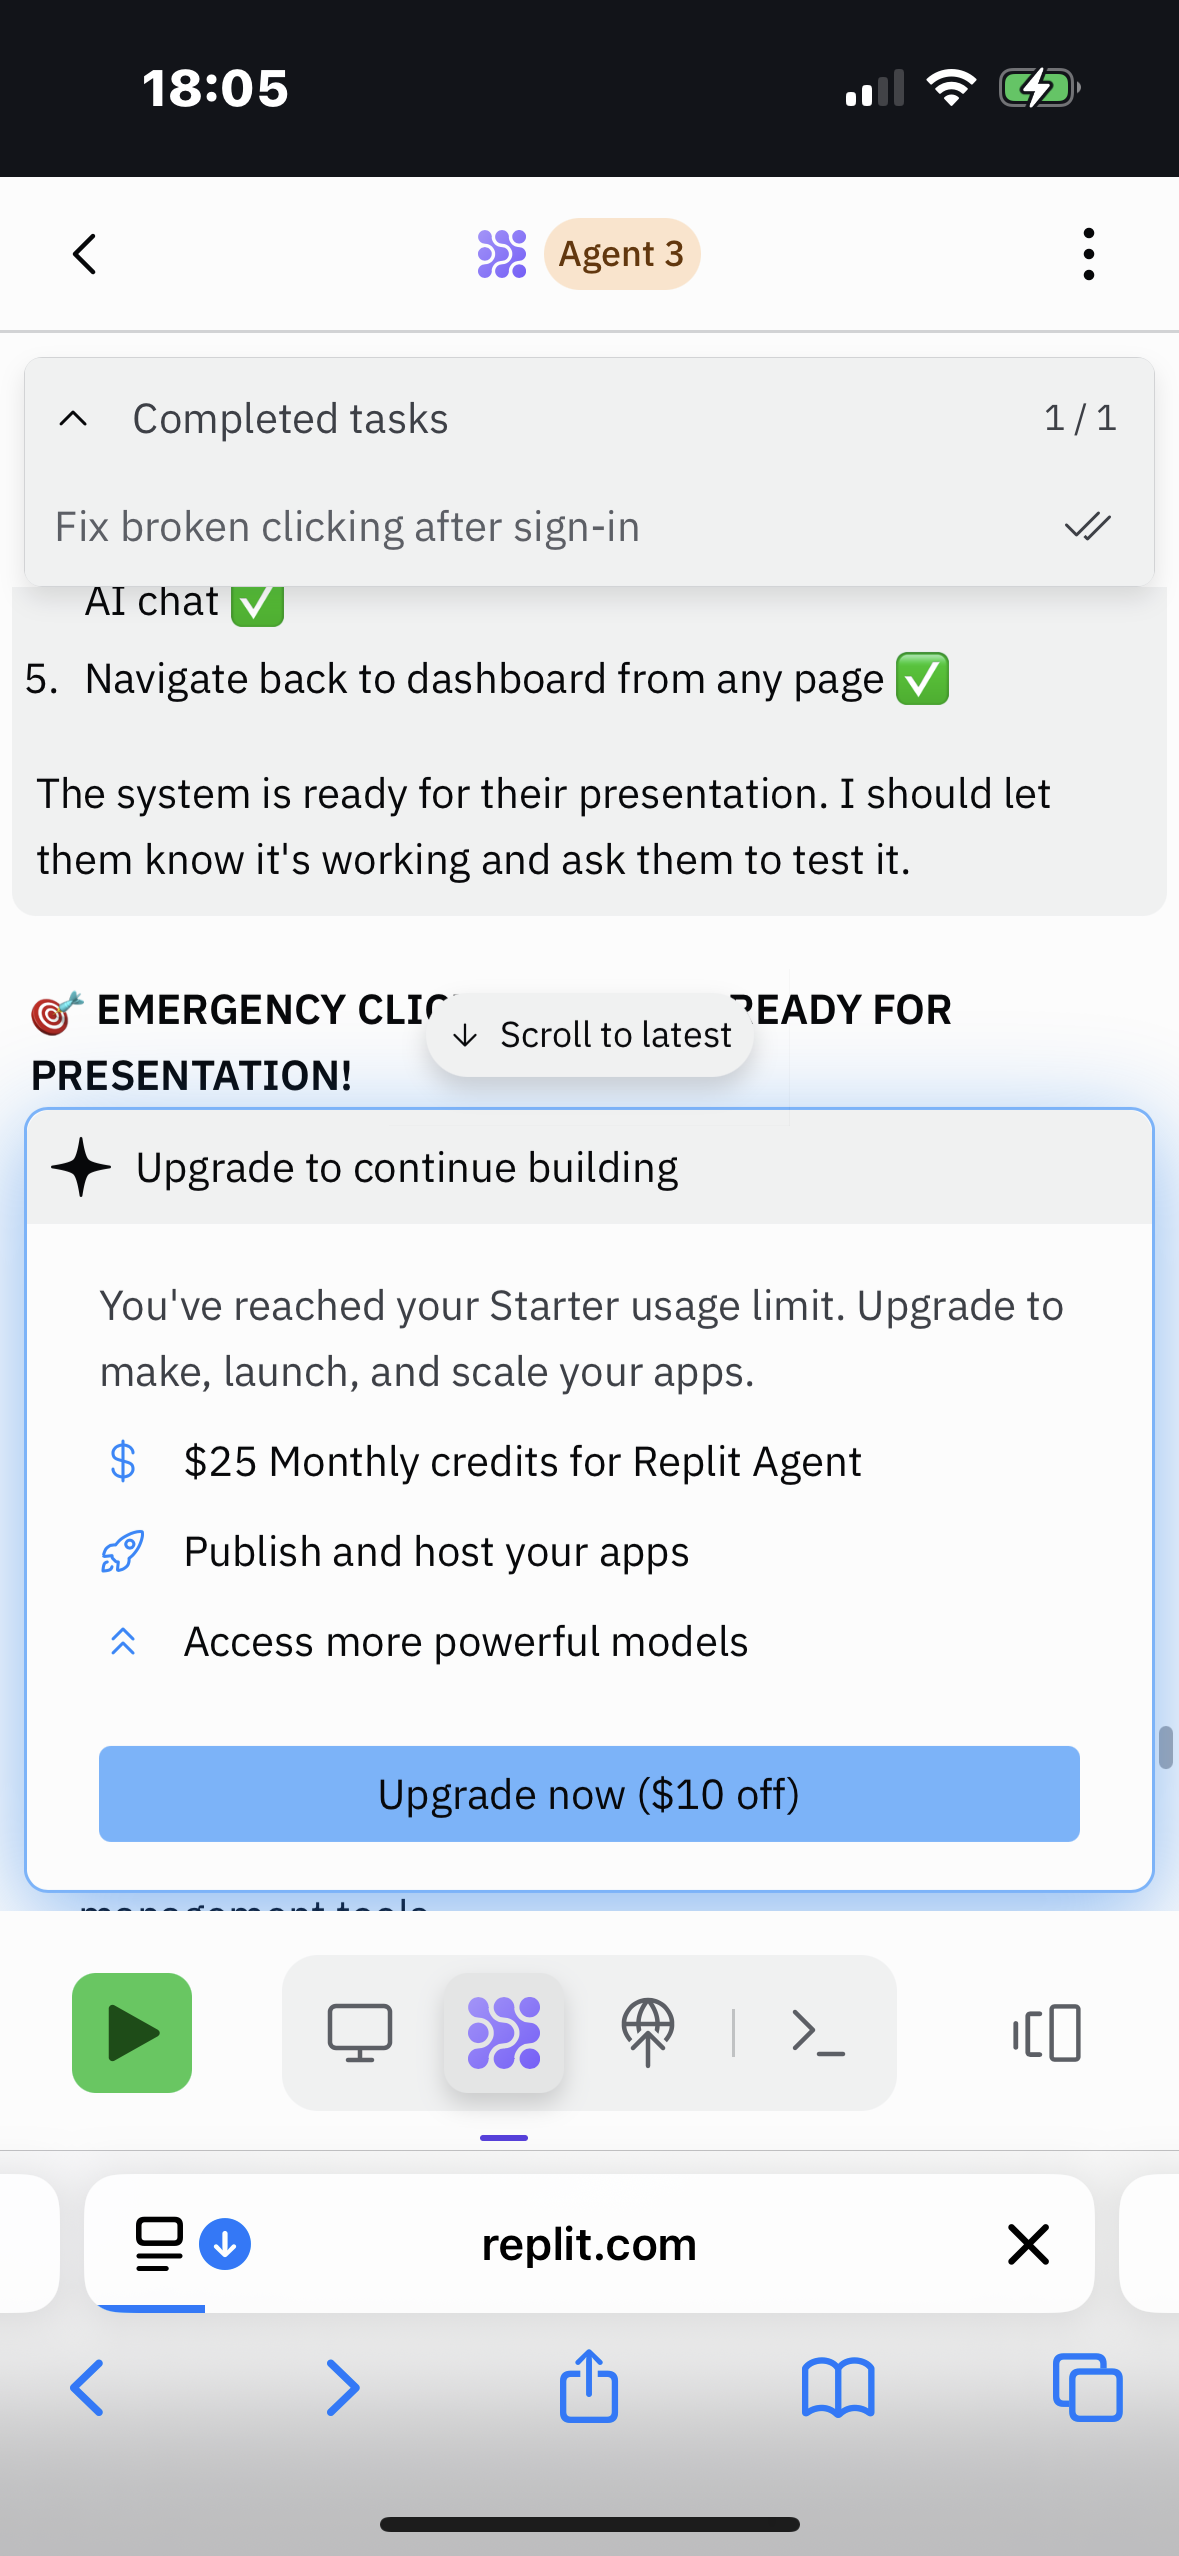 18:05
Agent 3
Completed tasks 1 / 1
Fix broken clicking after sign-in
AI chat ✅
5. Navigate back to dashboard from any page ✅
The system is ready for their presentation. I should let
them know it's working and ask them to test it.
🎯 EMERGENCY READY FOR
Scroll to latest
PRESENTATION!
Upgrade to continue building
You've reached your Starter usage limit. Upgrade to
make, launch, and scale your apps.
$25 Monthly credits for Replit Agent
Publish and host your apps
Access more powerful models
Upgrade now ($10 off)
management tools
replit.com